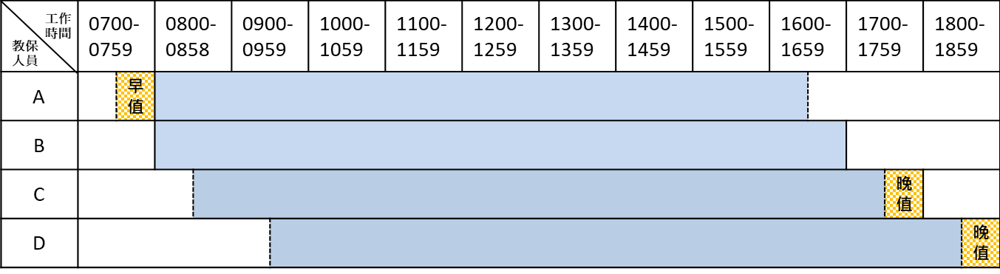 工作
時間
教保
人員
0700-
0759
0800-
0858
0900-
0959
1000-
1059
1100-
1159
1200-
1259
1300-
1359
1400-
1459
1500-
1559
1600-
1659
1700-
1759
1800-
1859
A
早
值
B
C
晚
值
D
晚
值